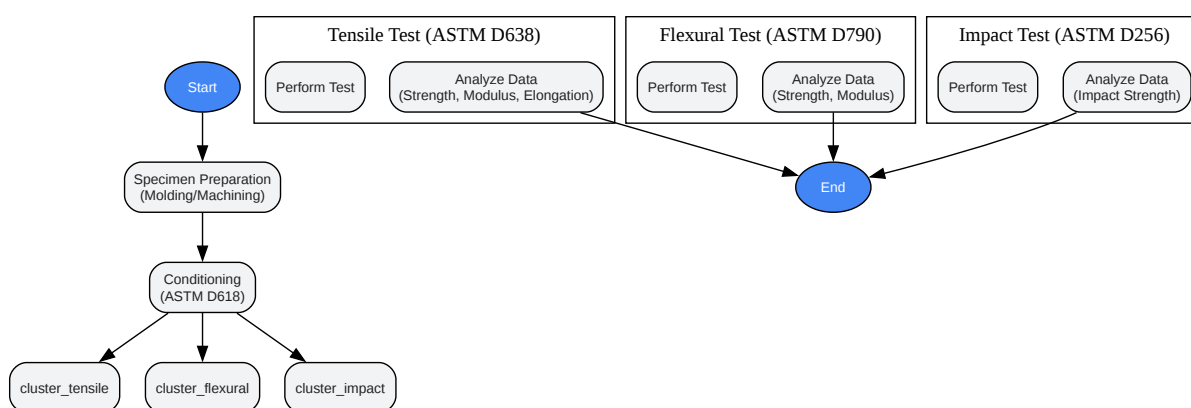 Tensile Test (ASTM D638)
Flexural Test (ASTM D790)
Impact Test (ASTM D256)
Start
Perform Test
Analyze Data
(Strength, Modulus, Elongation)
Perform Test
Analyze Data
(Strength, Modulus)
Perform Test
Analyze Data
(Impact Strength)
Specimen Preparation
(Molding/Machining)
End
Conditioning
(ASTM D618)
cluster_tensile
cluster_flexural
cluster_impact